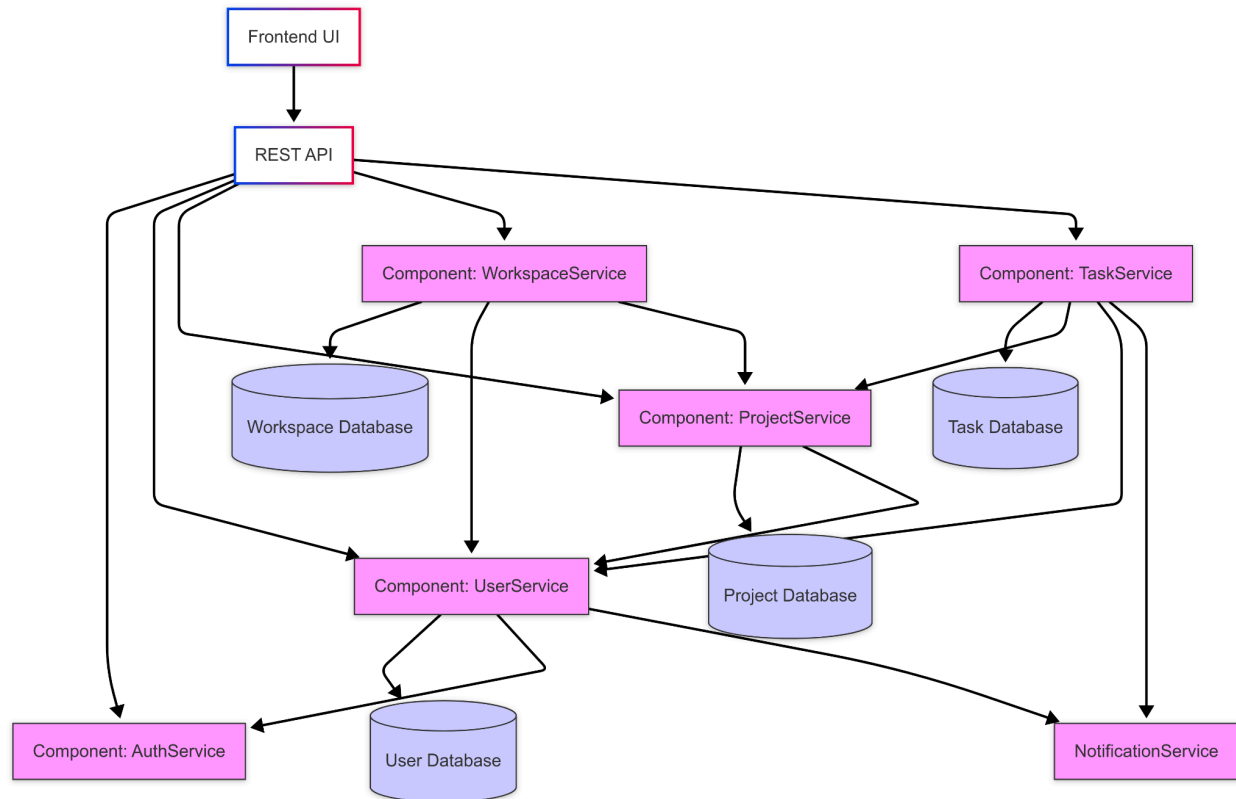 Frontend UI
REST API
Component: WorkspaceService
Component: TaskService
Component: ProjectService
Workspace Database
Task Database
Component: UserService
Project Database
Component: AuthService
User Database
NotificationService